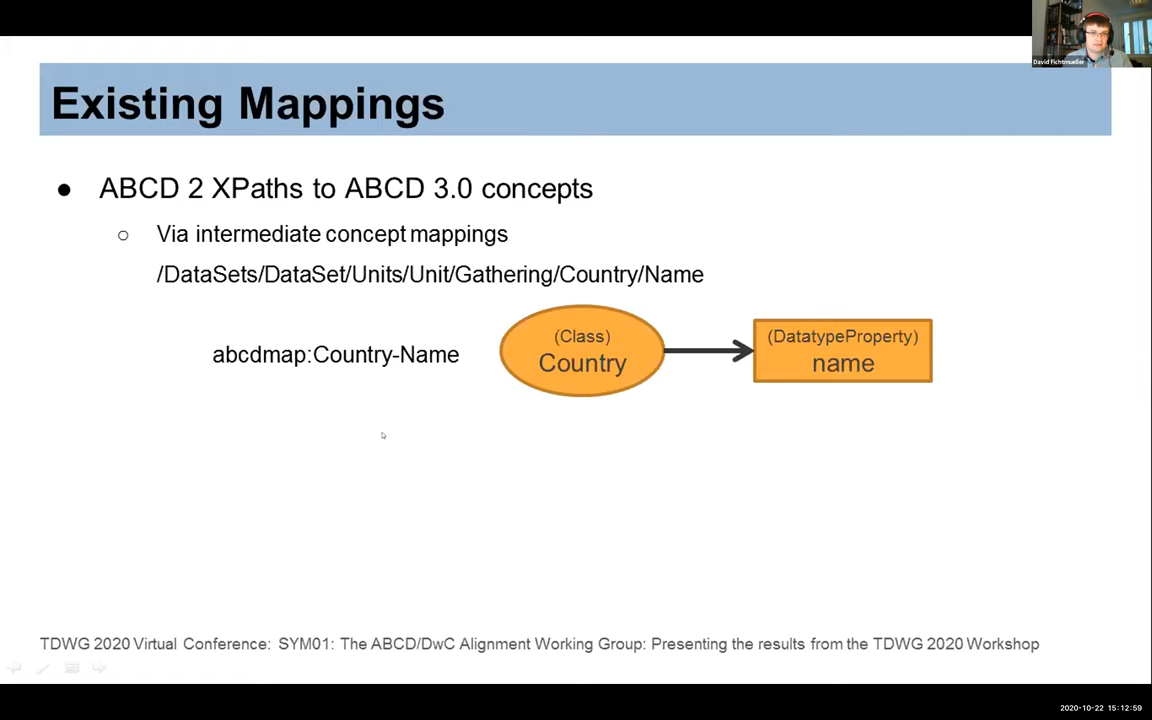 David Fichtmueller
Existing Mappings
● ABCD 2 XPaths to ABCD 3.0 concepts
○ Via intermediate concept mappings
/DataSets/DataSet/Units/Unit/Gathering/Country/Name
abcdmap:Country-Name
(Class)
Country
(DatatypeProperty)
name
TDWG 2020 Virtual Conference: SYM01: The ABCD/DwC Alignment Working Group: Presenting the results from the TDWG 2020 Workshop
2020-10-22 15:12:59